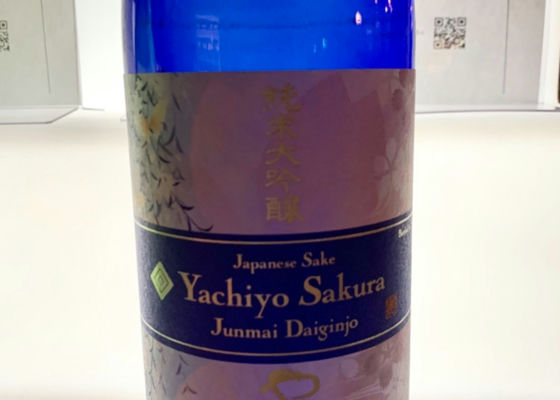 純米大吟醸
Japanese Sake
Yachiyo Sakura
Junmai Daiginjo